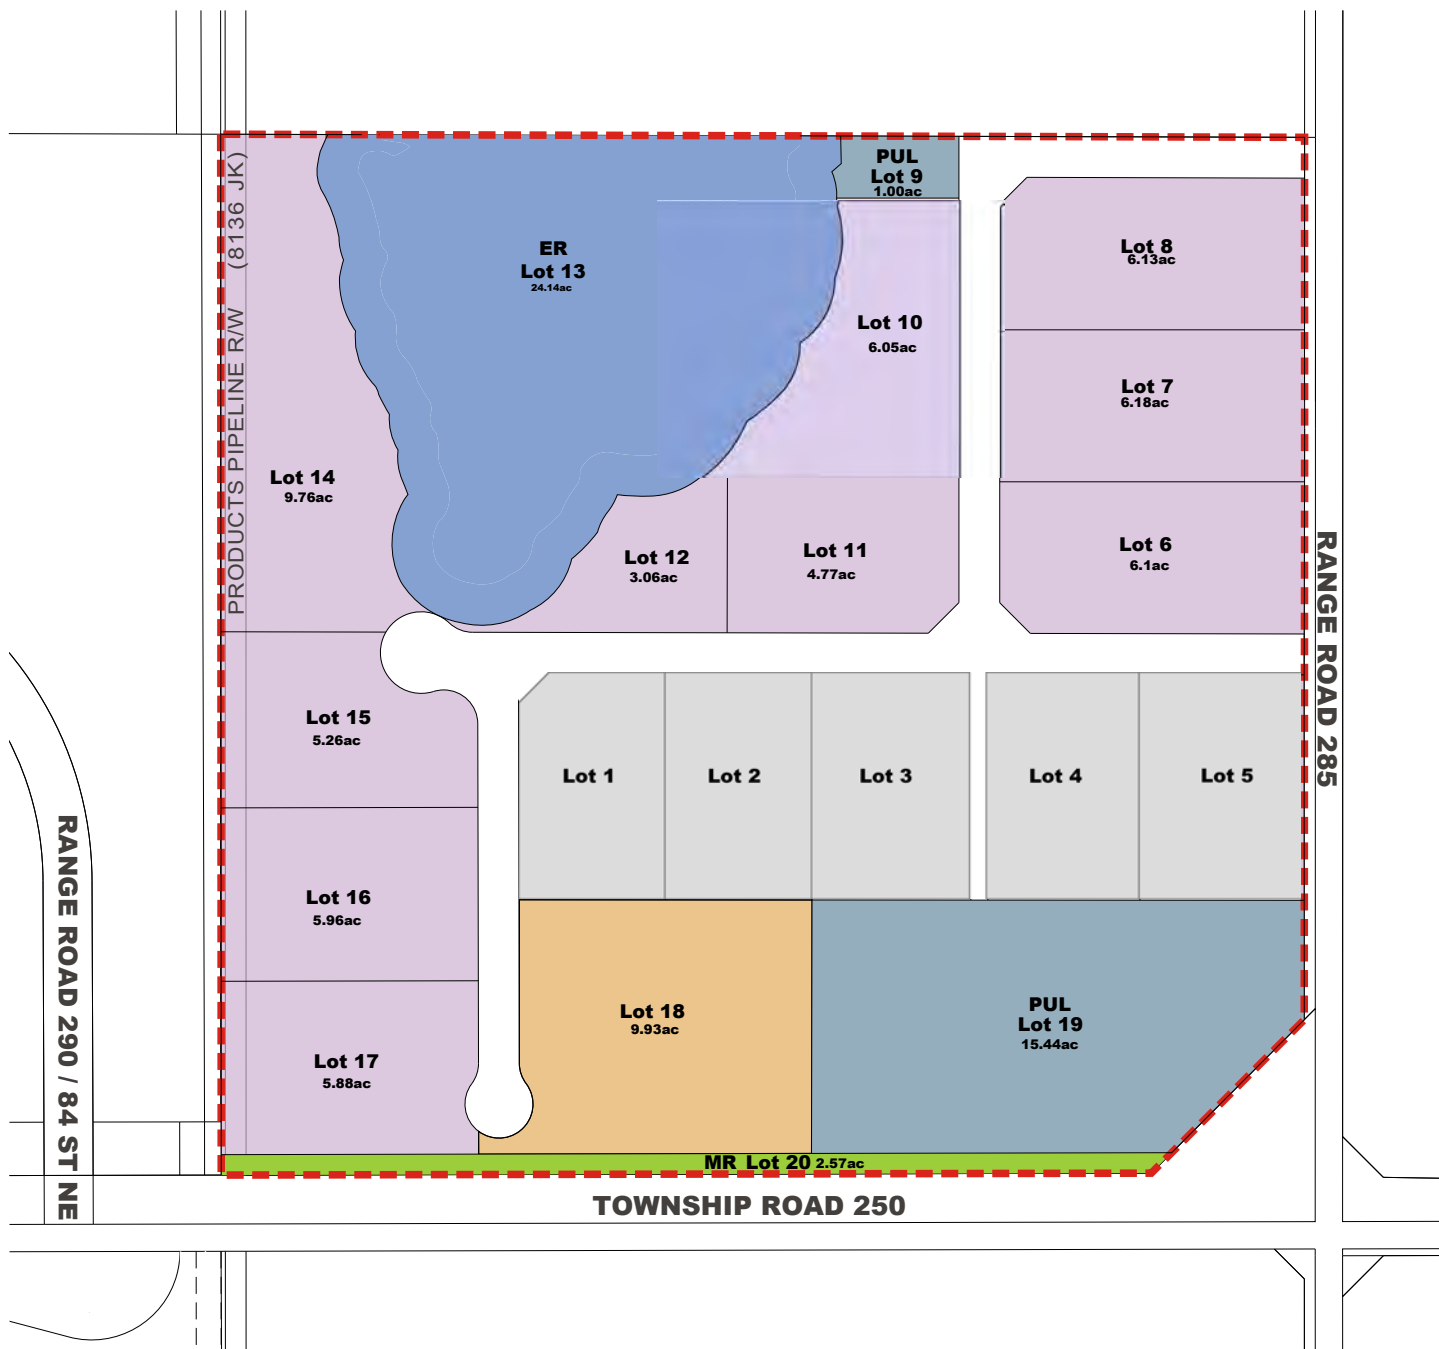 PUL
Lot 9
1.00ac
ER
Lot 13
24.14ac
Lot 8
6.13ac
Lot 10
6.05ac
Lot 7
6.18ac
PRODUCTS PIPELINE R/W (8136 JK)
Lot 14
9.76ac
Lot 12
3.06ac
Lot 11
4.77ac
Lot 6
6.1ac
RANGE ROAD 285
Lot 15
5.26ac
Lot 1
Lot 2
Lot 3
Lot 4
Lot 5
Lot 16
5.96ac
RANGE ROAD 290 / 84 ST NE
Lot 18
9.93ac
PUL
Lot 19
15.44ac
Lot 17
5.88ac
MR Lot 20 2.57ac
TOWNSHIP ROAD 250